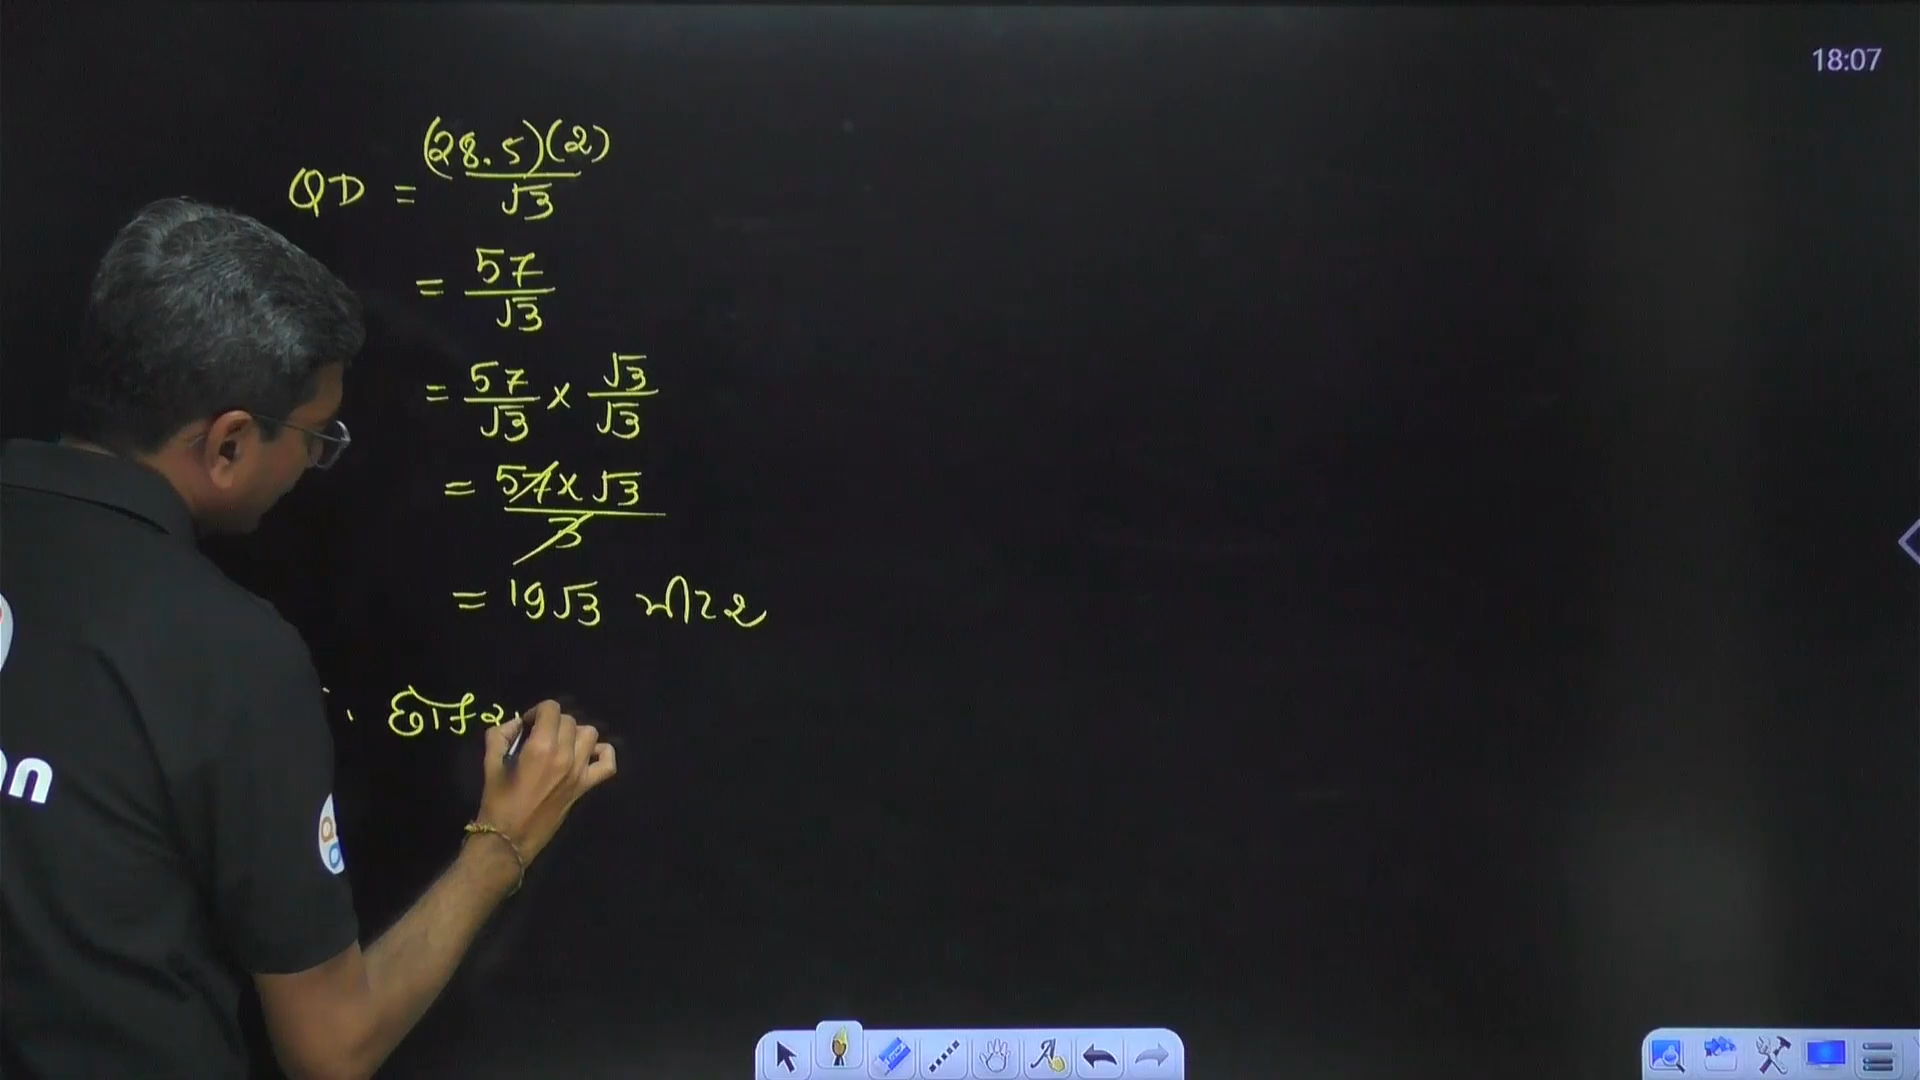 18:07
QD = (28.5)(2) / √3
= 57 / √3
= 57/√3 × √3/√3
= 57 × √3 / 3
= 19√3 મીટર
∴ છોકરા